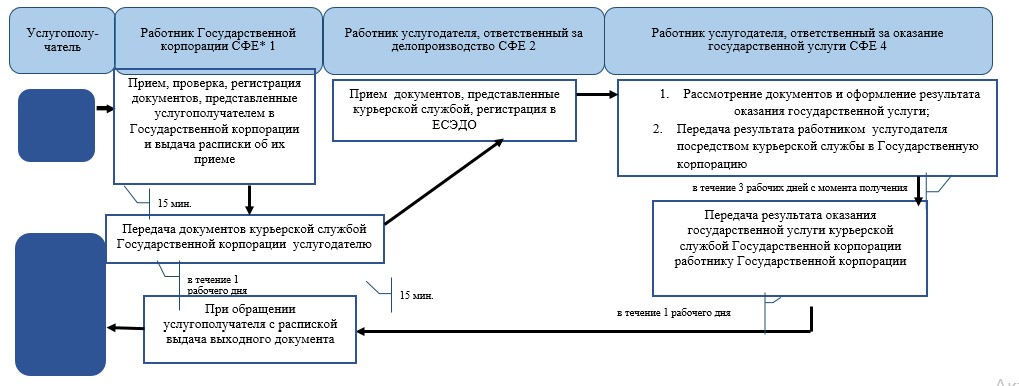 Услугополу-
чатель
Работник Государственной
корпорации СФЕ* 1
Работник услугодателя, ответственный за
делопроизводство СФЕ 2
Работник услугодателя, ответственный за оказание
государственной услуги СФЕ 4
Прием, проверка, регистрация
документов, представленные
услугополучателем в
Государственной корпорации
и выдача расписки об их
приеме
Прием документов, представленные
курьерской службой, регистрация в
ЕСЭДО
1. Рассмотрение документов и оформление результата
оказания государственной услуги;
2. Передача результата работником услугодателя
посредством курьерской службы в Государственную
корпорацию
15 мин.
в течение 3 рабочих дней с момента получения
Передача документов курьерской службой
Государственной корпорации услугодателю
Передача результата оказания
государственной услуги курьерской
службой Государственной корпорации
работнику Государственной корпорации
в течение 1
рабочего дня
15 мин.
При обращении
услугополучателя с распиской
выдача выходного документа
в течение 1 рабочего дня